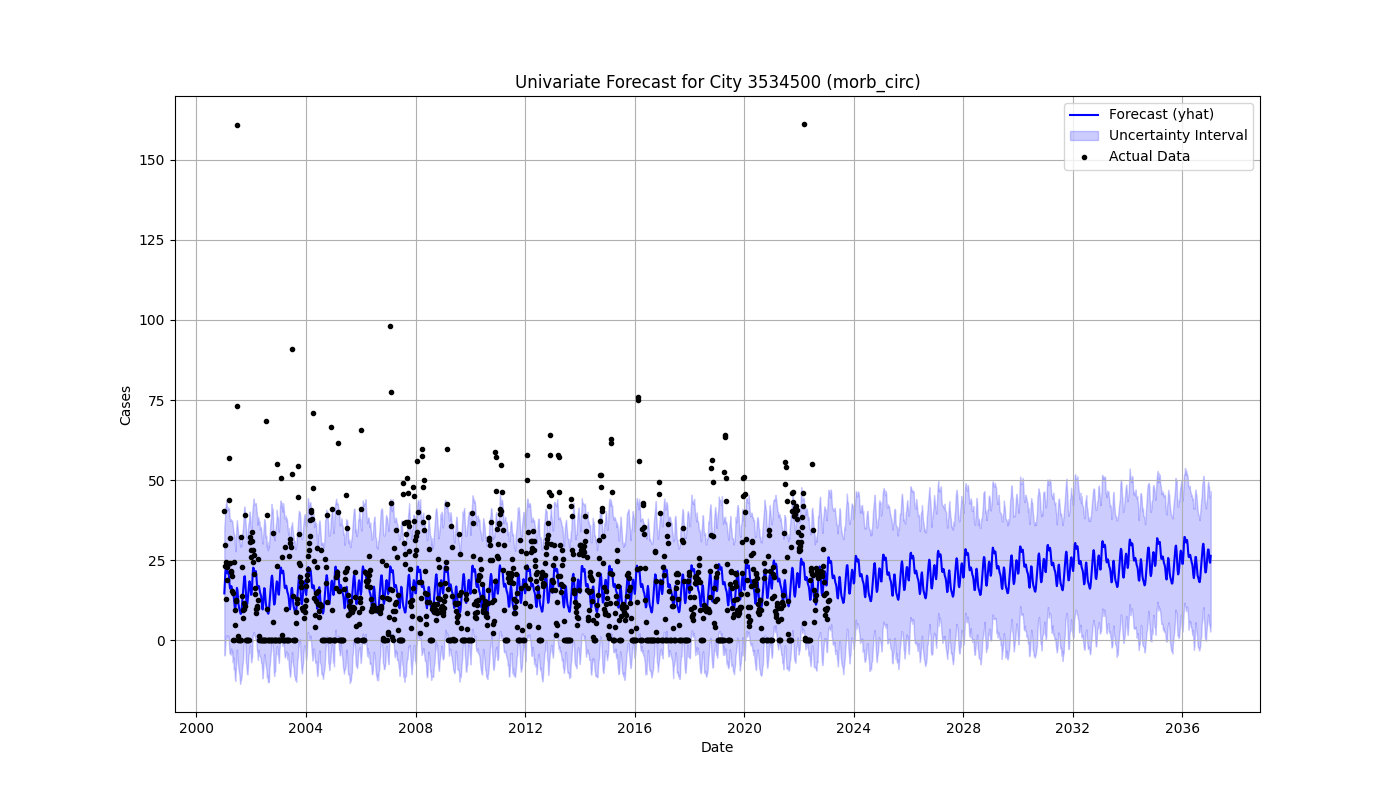 Univariate Forecast for City 3534500 (morb_circ)
Forecast (yhat)
Uncertainty Interval
Actual Data
150
125
100
75
50
25
0
Cases
2000 2004 2008 2012 2016 2020 2024 2028 2032 2036
Date